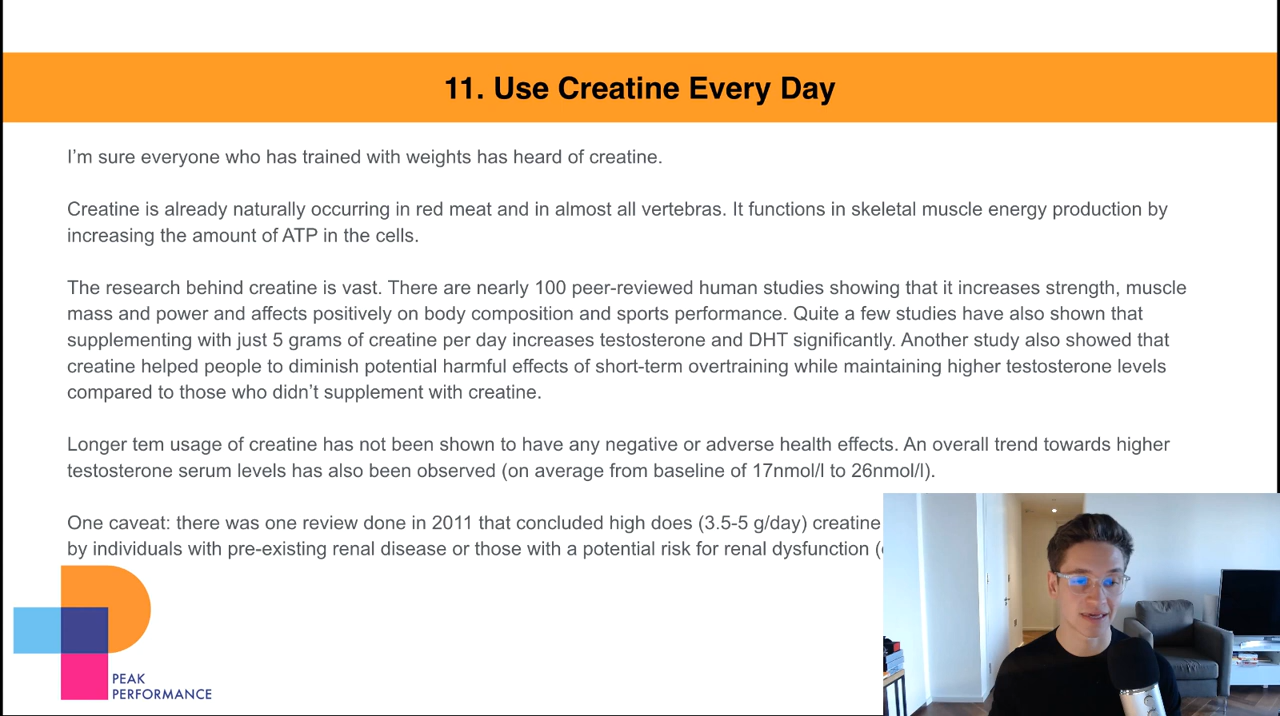 11. Use Creatine Every Day
I’m sure everyone who has trained with weights has heard of creatine.
Creatine is already naturally occurring in red meat and in almost all vertebras. It functions in skeletal muscle energy production by
increasing the amount of ATP in the cells.
The research behind creatine is vast. There are nearly 100 peer-reviewed human studies showing that it increases strength, muscle
mass and power and affects positively on body composition and sports performance. Quite a few studies have also shown that
supplementing with just 5 grams of creatine per day increases testosterone and DHT significantly. Another study also showed that
creatine helped people to diminish potential harmful effects of short-term overtraining while maintaining higher testosterone levels
compared to those who didn’t supplement with creatine.
Longer tem usage of creatine has not been shown to have any negative or adverse health effects. An overall trend towards higher
testosterone serum levels has also been observed (on average from baseline of 17nmol/l to 26nmol/l).
One caveat: there was one review done in 2011 that concluded high does (3.5-5 g/day) creatine
by individuals with pre-existing renal disease or those with a potential risk for renal dysfunction
PEAK
PERFORMANCE